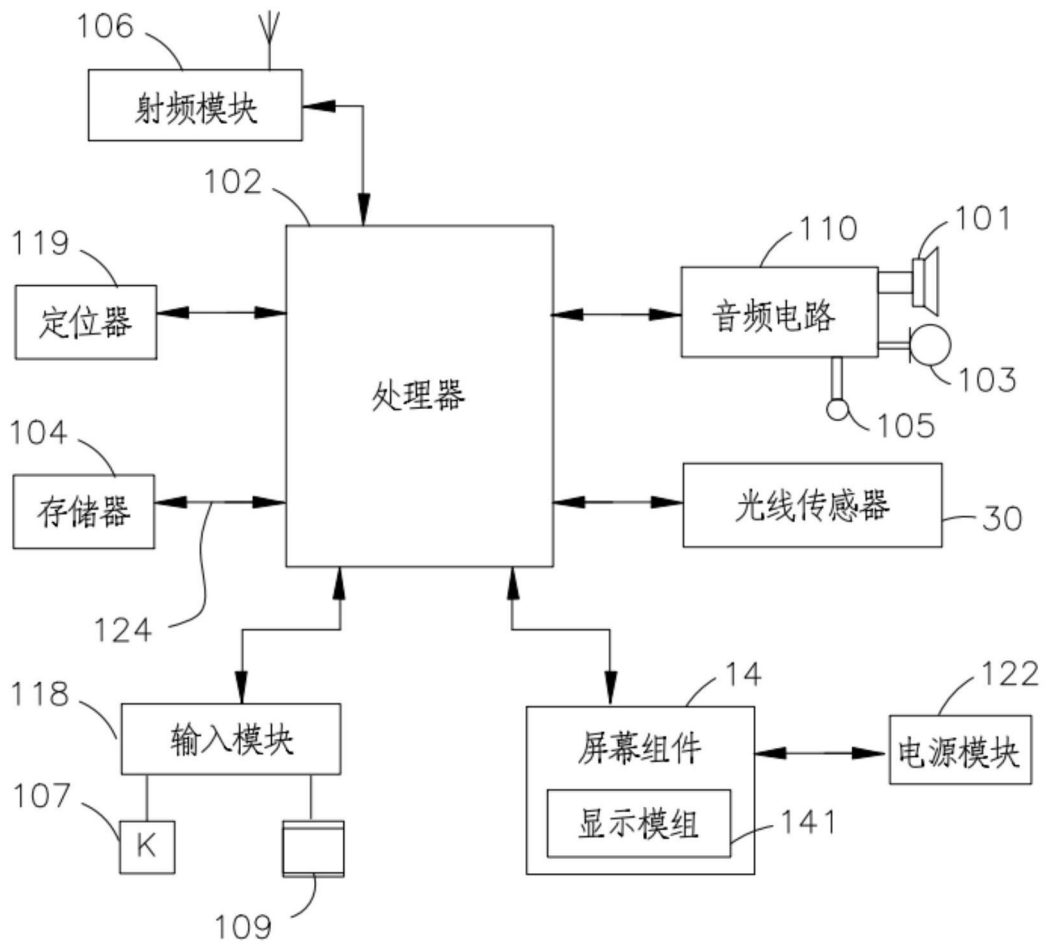 106
射频模块
102
119
定位器
110
101
音频电路
103
105
处理器
104
存储器
124
光线传感器
30
118
输入模块
107
K
109
14
屏幕组件
显示模组
141
122
电源模块